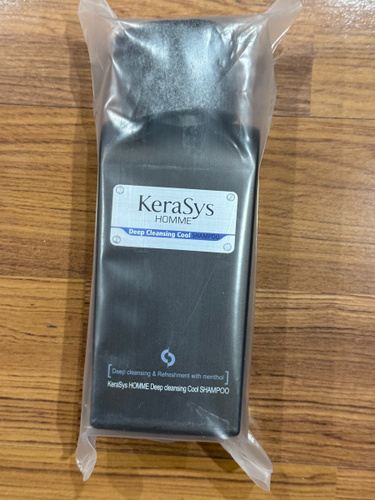 KeraSys
HOMME
Deep Cleansing Cool SHAMPOO
[Deep cleansing & Refreshment with menthol]
KeraSys HOMME Deep cleansing Cool SHAMPOO